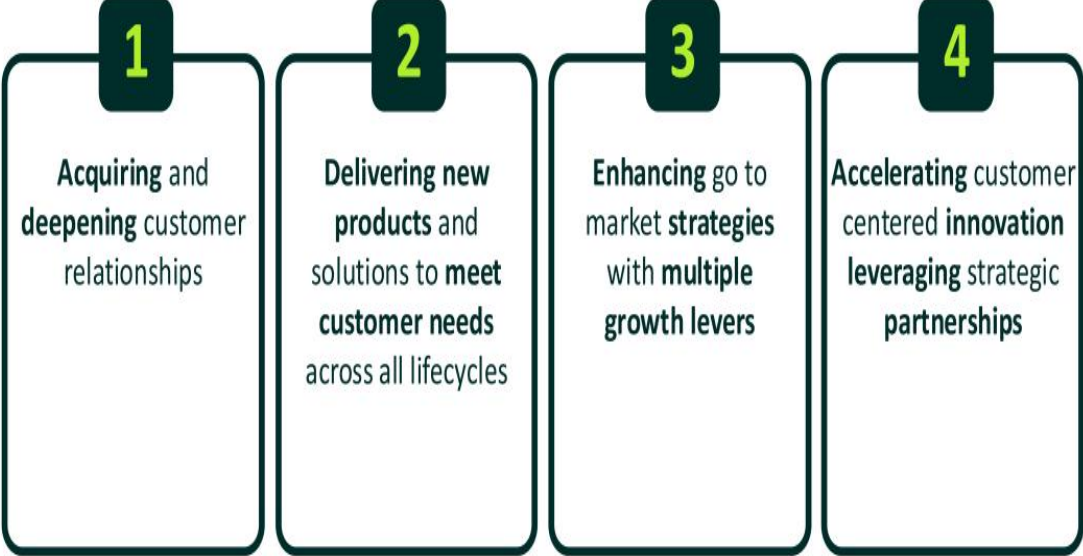 1
Acquiring and
deepening customer
relationships
2
Delivering new
products and
solutions to meet
customer needs
across all lifecycles
3
Enhancing go to
market strategies
with multiple
growth levers
4
Accelerating customer
centered innovation
leveraging strategic
partnerships